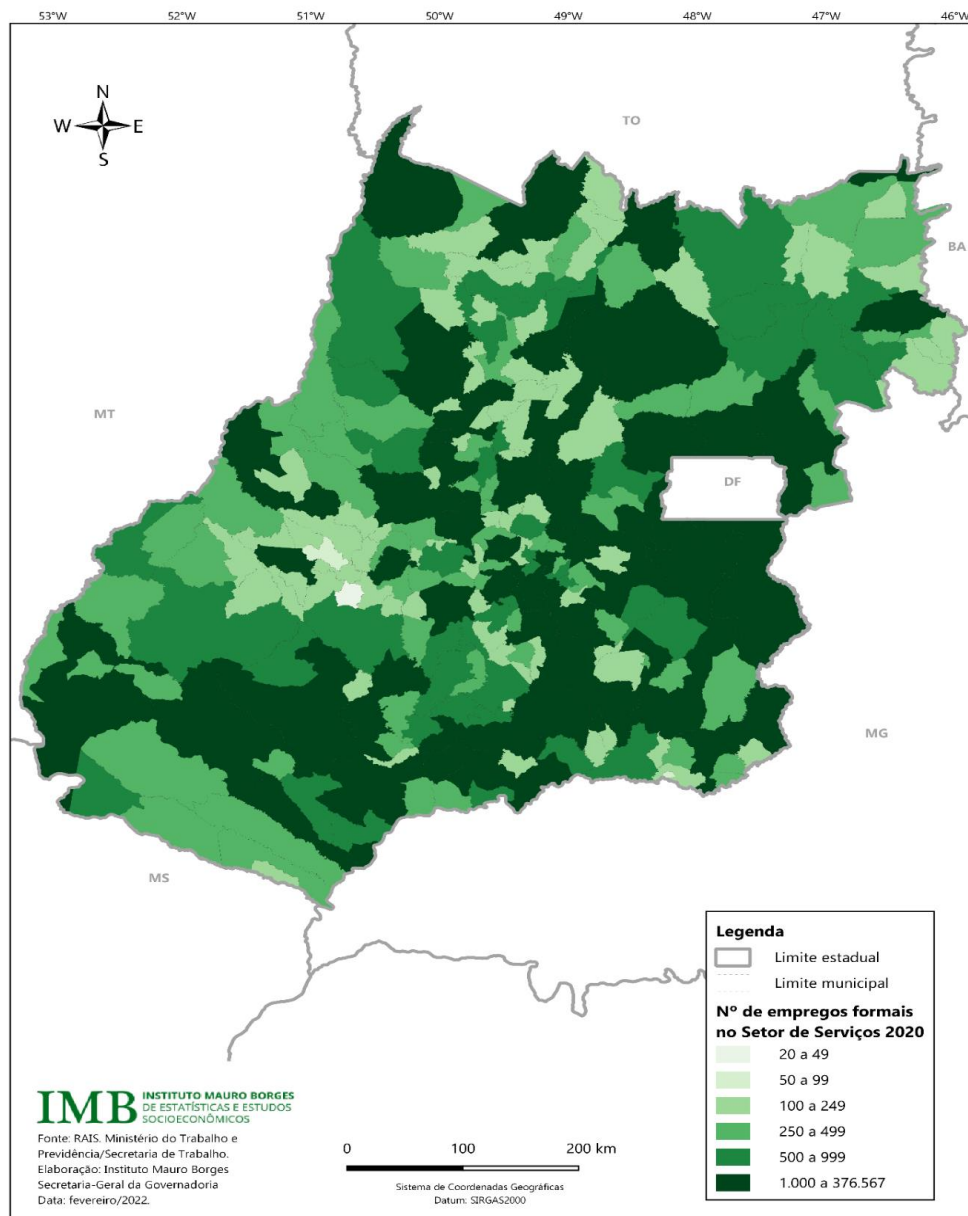 53°W 52°W 51°W 50°W 49°W 48°W 47°W 46°W
N
W E
S
TO
BA
MT
DF
MG
MS
Legenda
Limite estadual
Limite municipal
Nº de empregos formais
no Setor de Serviços 2020
20 a 49
50 a 99
100 a 249
250 a 499
500 a 999
1.000 a 376.567
IMB INSTITUTO MAURO BORGES
DE ESTATÍSTICAS E ESTUDOS
SOCIOECONÔMICOS
Fonte: RAIS. Ministério do Trabalho e
Previdência/Secretaria de Trabalho.
Elaboração: Instituto Mauro Borges
Secretaria-Geral da Governadoria
Data: fevereiro/2022.
0 100 200 km
Sistema de Coordenadas Geográficas
Datum: SIRGAS2000